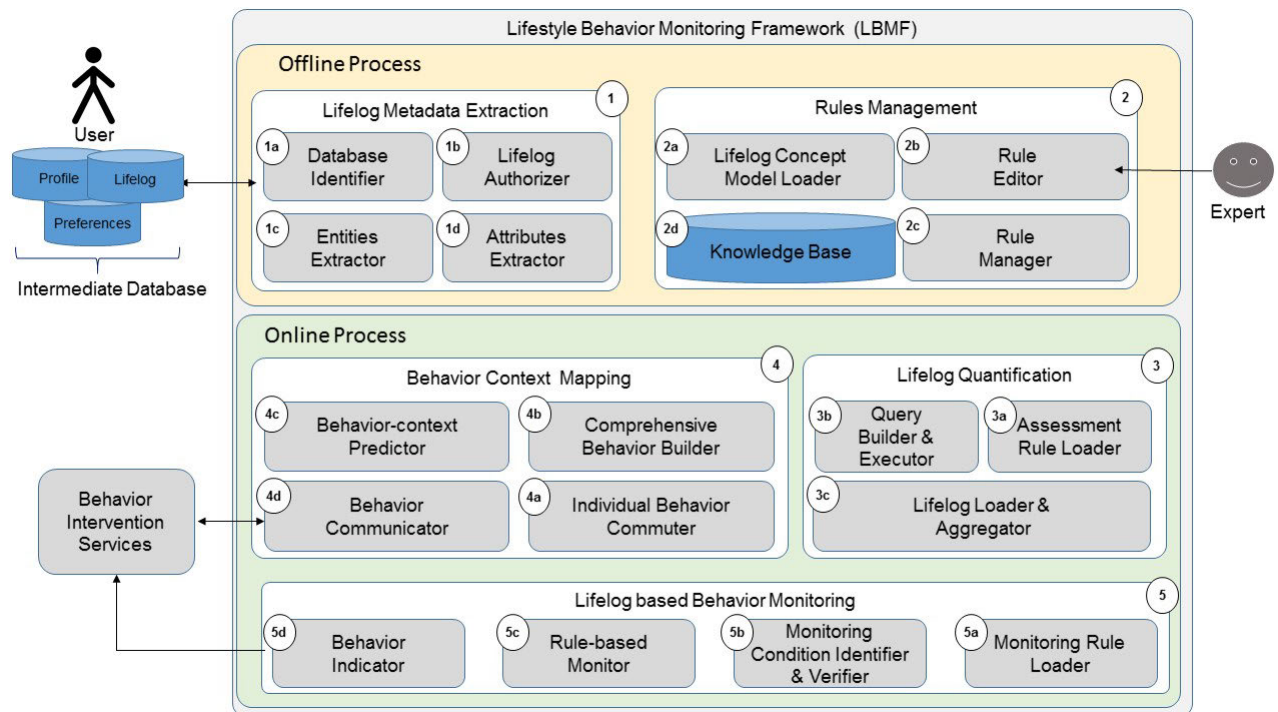 Lifestyle Behavior Monitoring Framework (LBMF)
Offline Process
User
Profile
Lifelog
Preferences
Intermediate Database
Lifelog Metadata Extraction
1
1a
Database
Identifier
1b
Lifelog
Authorizer
1c
Entities
Extractor
1d
Attributes
Extractor
Rules Management
2
2a
Lifelog Concept
Model Loader
2b
Rule
Editor
2d
Knowledge Base
2c
Rule
Manager
Expert
Online Process
Behavior Context Mapping
4
4c
Behavior-context
Predictor
4b
Comprehensive
Behavior Builder
4d
Behavior
Communicator
4a
Individual Behavior
Commuter
Lifelog Quantification
3
3b
Query
Builder &
Executor
3a
Assessment
Rule Loader
3c
Lifelog Loader &
Aggregator
Behavior
Intervention
Services
Lifelog based Behavior Monitoring
5
5d
Behavior
Indicator
5c
Rule-based
Monitor
5b
Monitoring
Condition Identifier
& Verifier
5a
Monitoring Rule
Loader